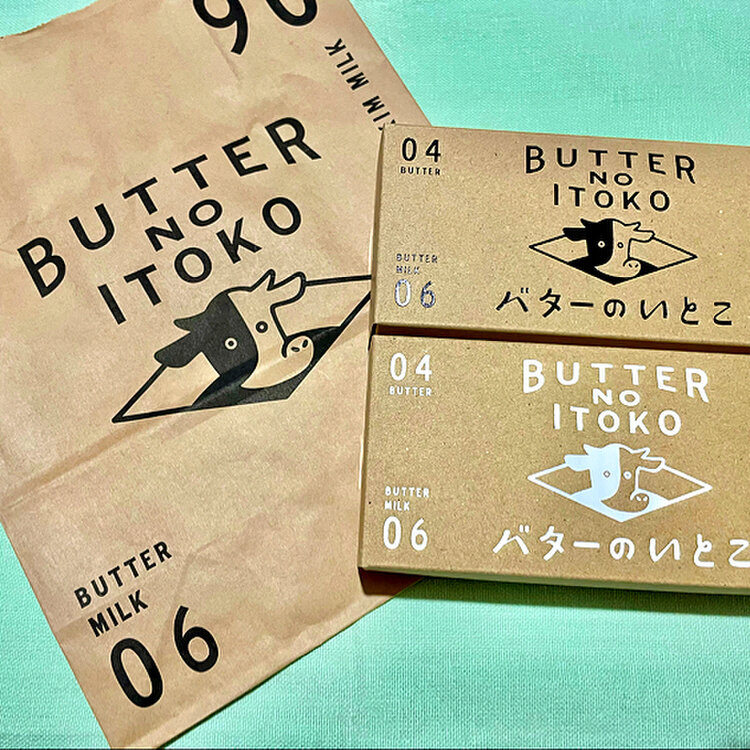 90
IM MILK
BUTTER
NO
ITOKO
BUTTER
MILK
06
04
BUTTER
BUTTER
NO
ITOKO
BUTTER
MILK
06
バターのいとこ
04
BUTTER
BUTTER
NO
ITOKO
BUTTER
MILK
06
バターのいとこ